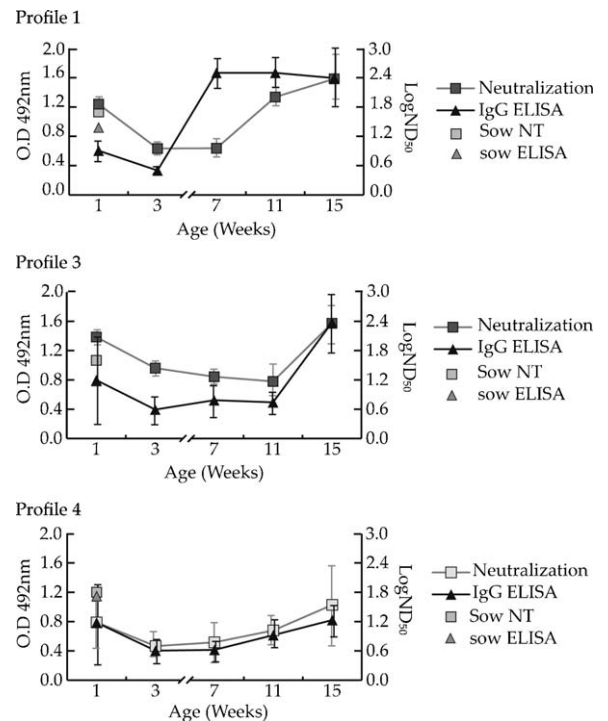 Profile 1
O.D 492nm
2.0
1.6
1.2
0.8
0.4
0.0
3.0
2.4
1.8
1.2
0.6
0.0
LogND50
1 3 7 11 15
Age (Weeks)
Neutralization
IgG ELISA
Sow NT
sow ELISA
Profile 3
O.D 492nm
2.0
1.6
1.2
0.8
0.4
3.0
2.4
1.8
1.2
0.6
0.0
LogND50
1 3 7 11 15
Age (Weeks)
Neutralization
IgG ELISA
Sow NT
sow ELISA
Profile 4
O.D 492nm
2.0
1.6
1.2
0.8
0.4
0.0
3.0
2.4
1.8
1.2
0.6
0.0
LogND50
1 3 7 11 15
Age (Weeks)
Neutralization
IgG ELISA
Sow NT
sow ELISA